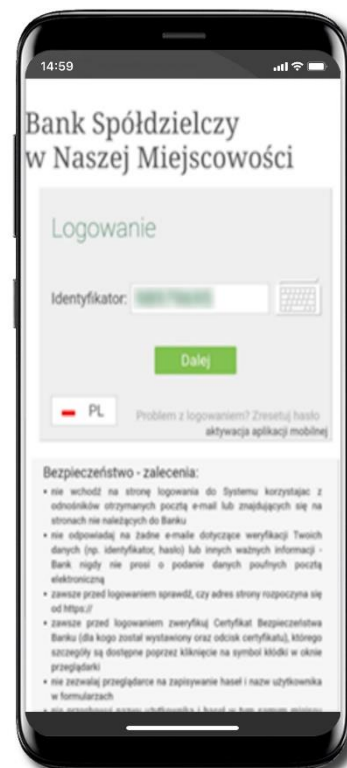 14:59
Bank Spółdzielczy
w Naszej Miejscowości
Logowanie
Identyfikator:
Dalej
PL
Problem z logowaniem? Zresetuj hasło
aktywacja aplikacji mobilnej
Bezpieczeństwo - zalecenia:
• nie wchodź na stronę logowania do Systemu korzystając z
odnośników otrzymanych pocztą e-mail lub znajdujących się na
stronach nie należących do Banku
• nie odpowiadaj na żadne e-maile dotyczące weryfikacji Twoich
danych (np. identyfikator, hasło) lub innych ważnych informacji -
Bank nigdy nie prosi o podanie danych poufnych pocztą
elektroniczną
• zawsze przed logowaniem sprawdź, czy adres strony rozpoczyna się
od https://
• zawsze przed logowaniem zweryfikuj Certyfikat Bezpieczeństwa
Banku (dla kogo został wystawiony oraz odcisk certyfikatu), którego
szczegóły są dostępne poprzez kliknięcie na symbol kłódki w oknie
przeglądarki
• nie zezwalaj przeglądarce na zapisywanie haseł i nazw użytkownika
w formularzach